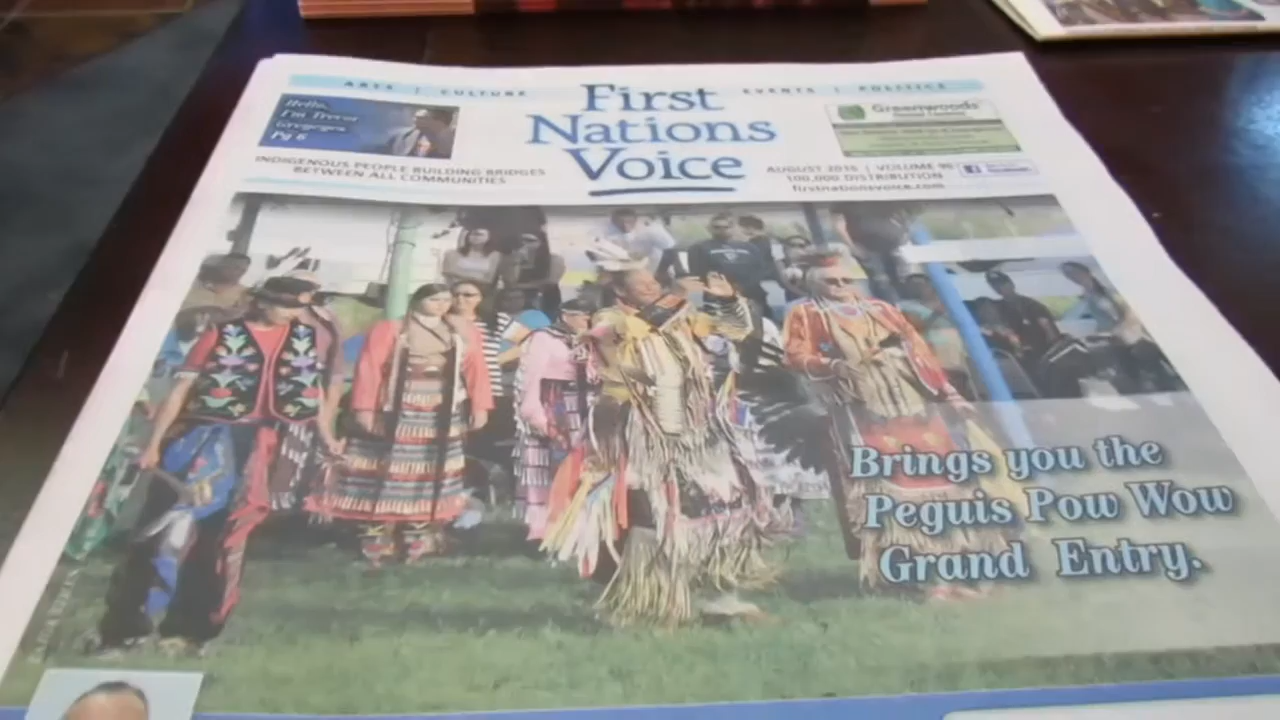 ARTS | CULTURE
EVENTS | POLITICS
First
Nations
Voice
Hello,
I'm Trevor
Greyeyes
Pg 6
Greenwoods
INDIGENOUS PEOPLE BUILDING BRIDGES
BETWEEN ALL COMMUNITIES
AUGUST 2016 | VOLUME
100,000 DISTRIBUTION
firstnationsvoice.com
Brings you the
Peguis Pow Wow
Grand Entry.